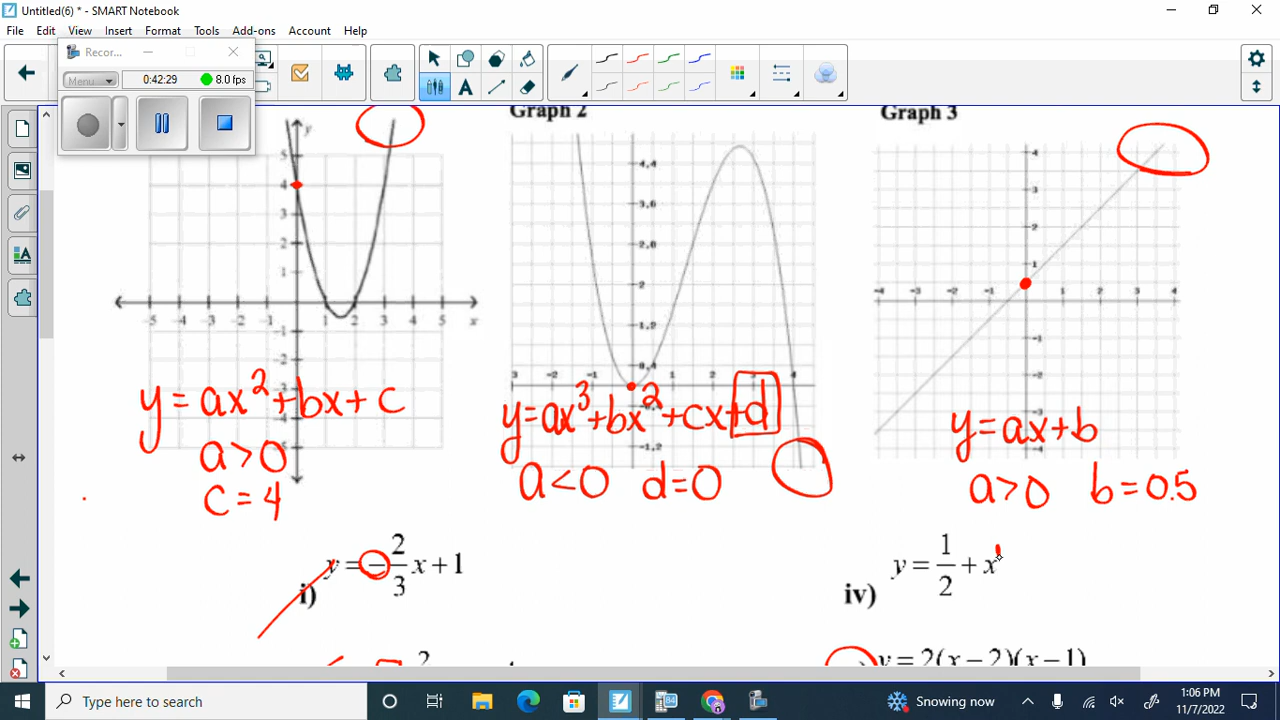 Untitled(6) * - SMART Notebook
File Edit View Insert Format Tools Add-ons Account Help
Recor...
Menu 0:42:29 8.0 fps
Graph 2
Graph 3
y = ax² + bx + c
a > 0
c = 4
y = ax³ + bx² + cx + d
a < 0 d = 0
y = ax + b
a > 0 b = 0.5
i) y = -2/3 x + 1
iv) y = 1/2 + x
y = 2(x − 2)(x − 1)
Type here to search
Snowing now
1:06 PM
11/7/2022